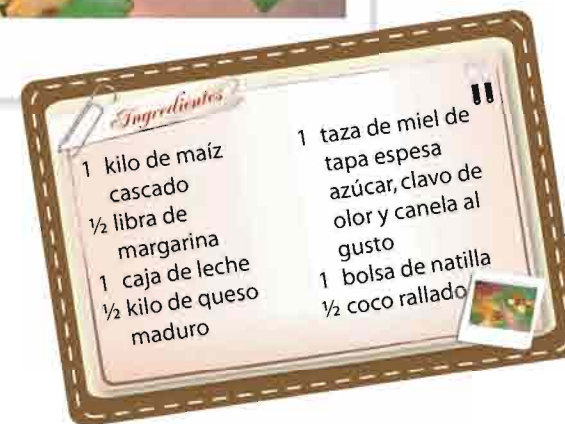 Ingredientes
1 kilo de maíz
cascado
½ libra de
margarina
1 caja de leche
½ kilo de queso
maduro
1 taza de miel de
tapa espesa
azúcar, clavo de
olor y canela al
gusto
1 bolsa de natilla
½ coco rallado